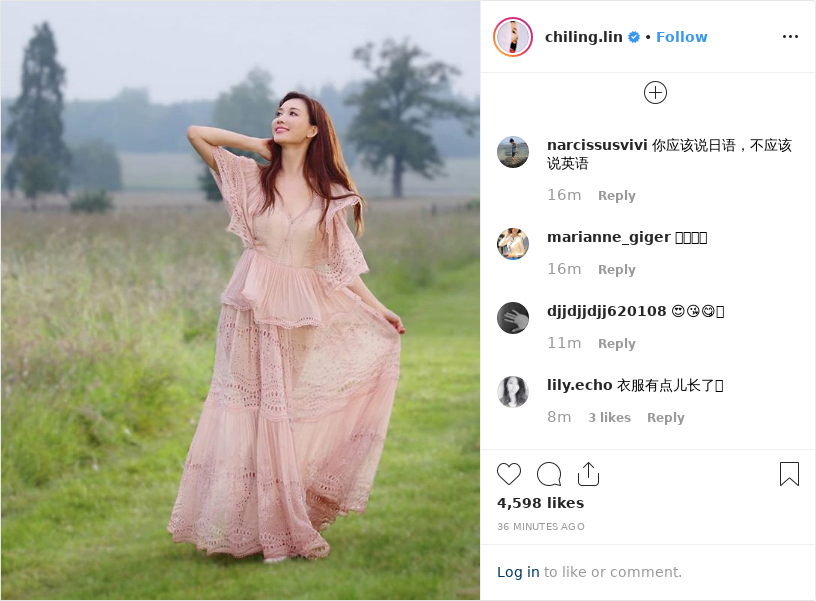 chiling.lin • Follow
narcissusvivi 你应该说日语，不应该
说英语
16m Reply
marianne_giger
16m Reply
djjdjjdjj620108 😍😘😋
11m Reply
lily.echo 衣服有点儿长了
8m 3 likes Reply
4,598 likes
36 MINUTES AGO
Log in to like or comment.